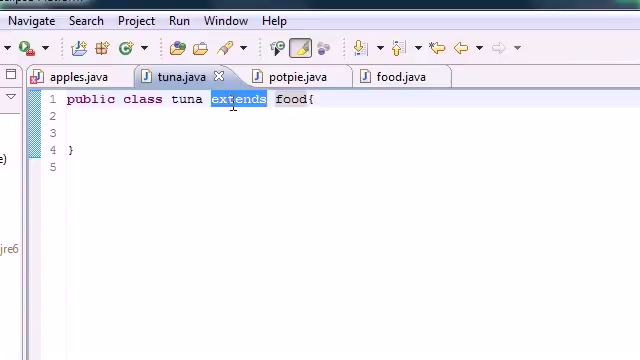 Navigate Search Project Run Window Help
apples.java tuna.java potpie.java food.java
1 public class tuna extends food{
2
3
4 }
5
e)
jre6